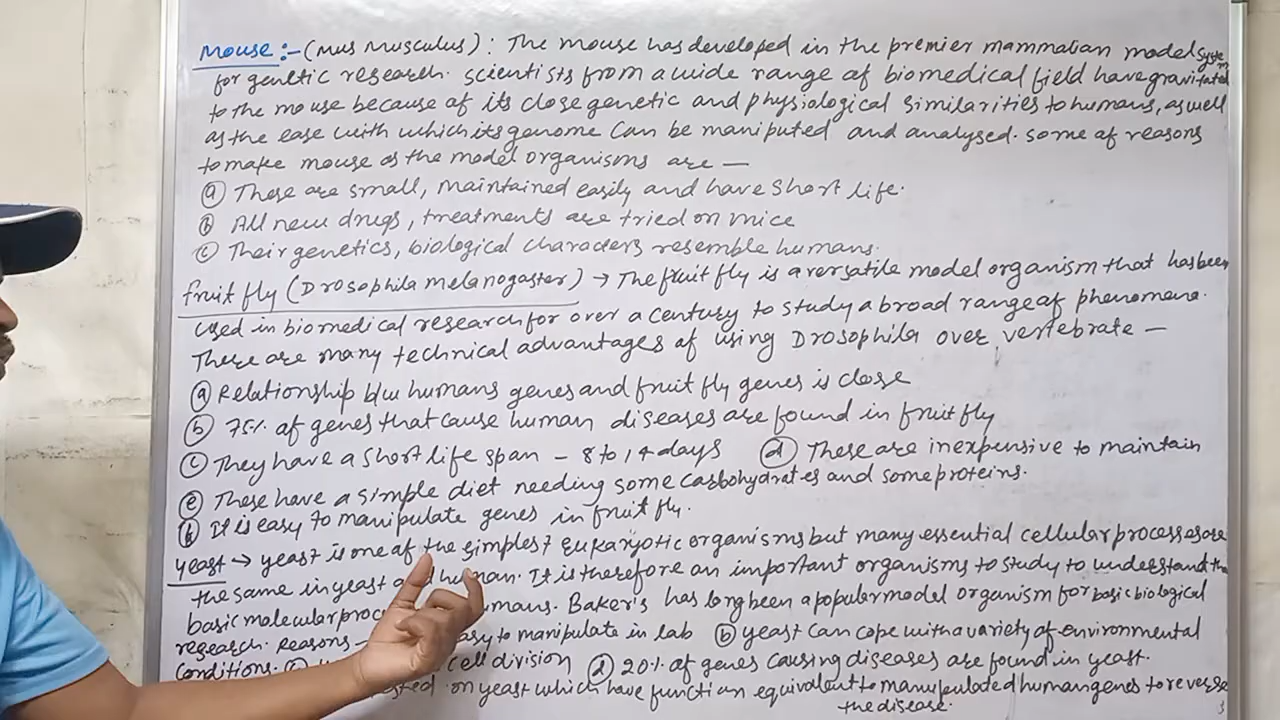 Mouse :- (Mus Musculus) : The mouse has developed in the premier mammalian model system
for genetic research. scientists from a wide range of biomedical field have gravitated
to the mouse because of its close genetic and physiological similarities to humans, as well
as the ease with which its genome can be maniputed and analysed. some of reasons
to make mouse as the model organisms are —
(a) These are small, maintained easily and have short life.
(b) All new drugs, treatments are tried on mice
(c) Their genetics, biological characters resemble humans.
fruit fly (Drosophila melanogaster) → The fruit fly is a versatile model organism that has been
used in biomedical research for over a century to study a broad range of phenomena.
There are many technical advantages of using Drosophila over vertebrate —
(a) Relationship b/w humans genes and fruit fly genes is close
(b) 75% of genes that cause human diseases are found in fruit fly
(c) They have a short life span - 8 to 14 days (d) These are inexpensive to maintain
(e) These have a simple diet needing some carbohydrates and some proteins.
It is easy to manipulate genes in fruit fly.
yeast → yeast is one of the simplest Eukaryotic organisms but many essential cellular processes are
the same in yeast and human. It is therefore an important organisms to study to understand the
basic molecular proc umans. Baker's has long been a popular model organism for basic biological
research. Reasons - asy to manipulate in lab (b) yeast can cope with a variety of environmental
conditions. cell division (d) 20% of genes causing diseases are found in yeast.
on yeast which have function equivalent to manupulated human genes to reverse
the disease.